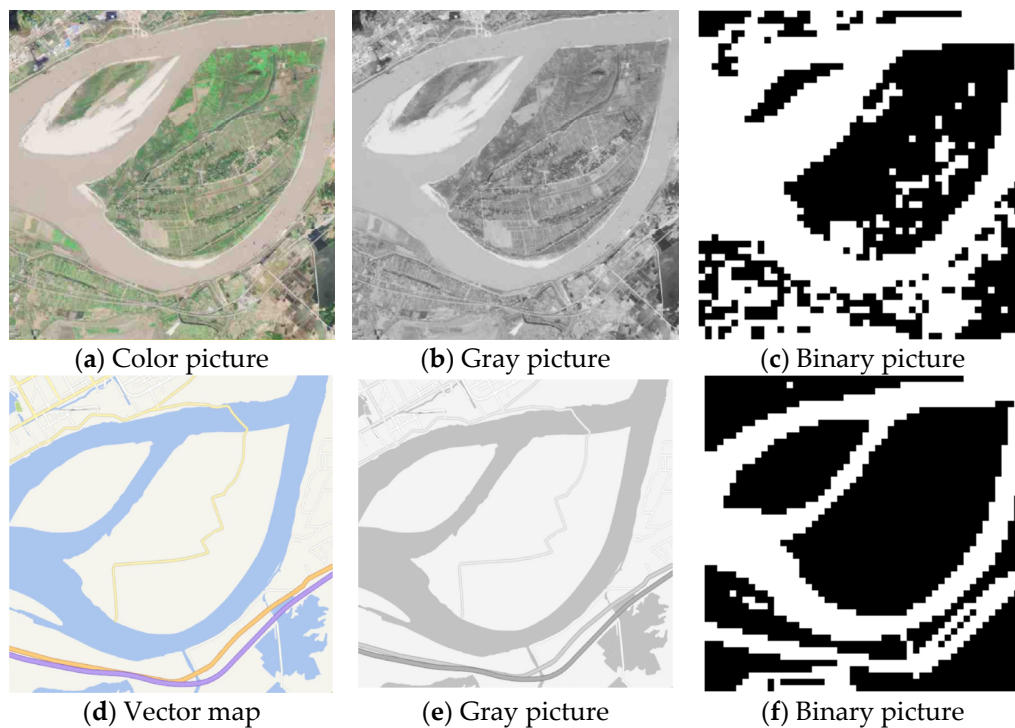 (a) Color picture
(b) Gray picture
(c) Binary picture
(d) Vector map
(e) Gray picture
(f) Binary picture